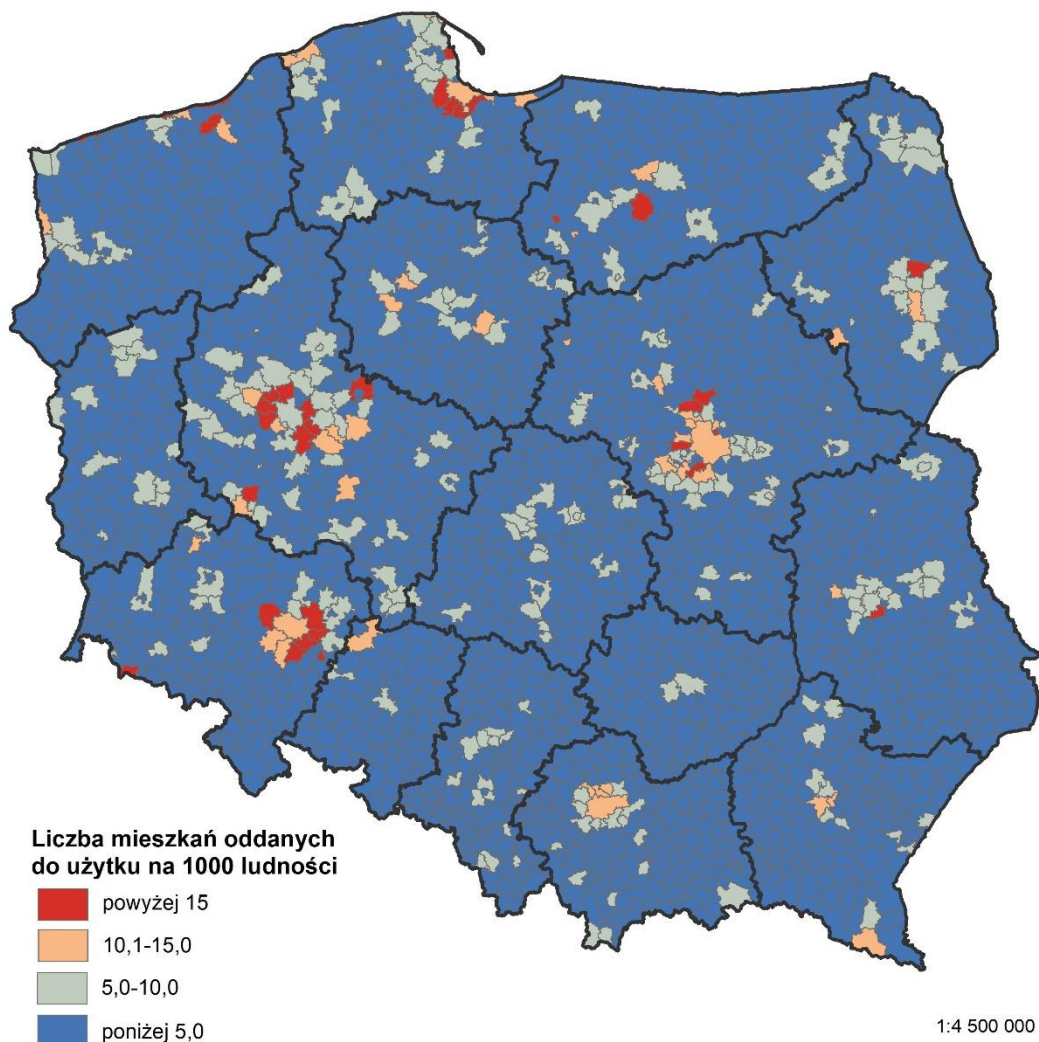 Liczba mieszkań oddanych
do użytku na 1000 ludności
powyżej 15
10,1-15,0
5,0-10,0
poniżej 5,0
1:4 500 000